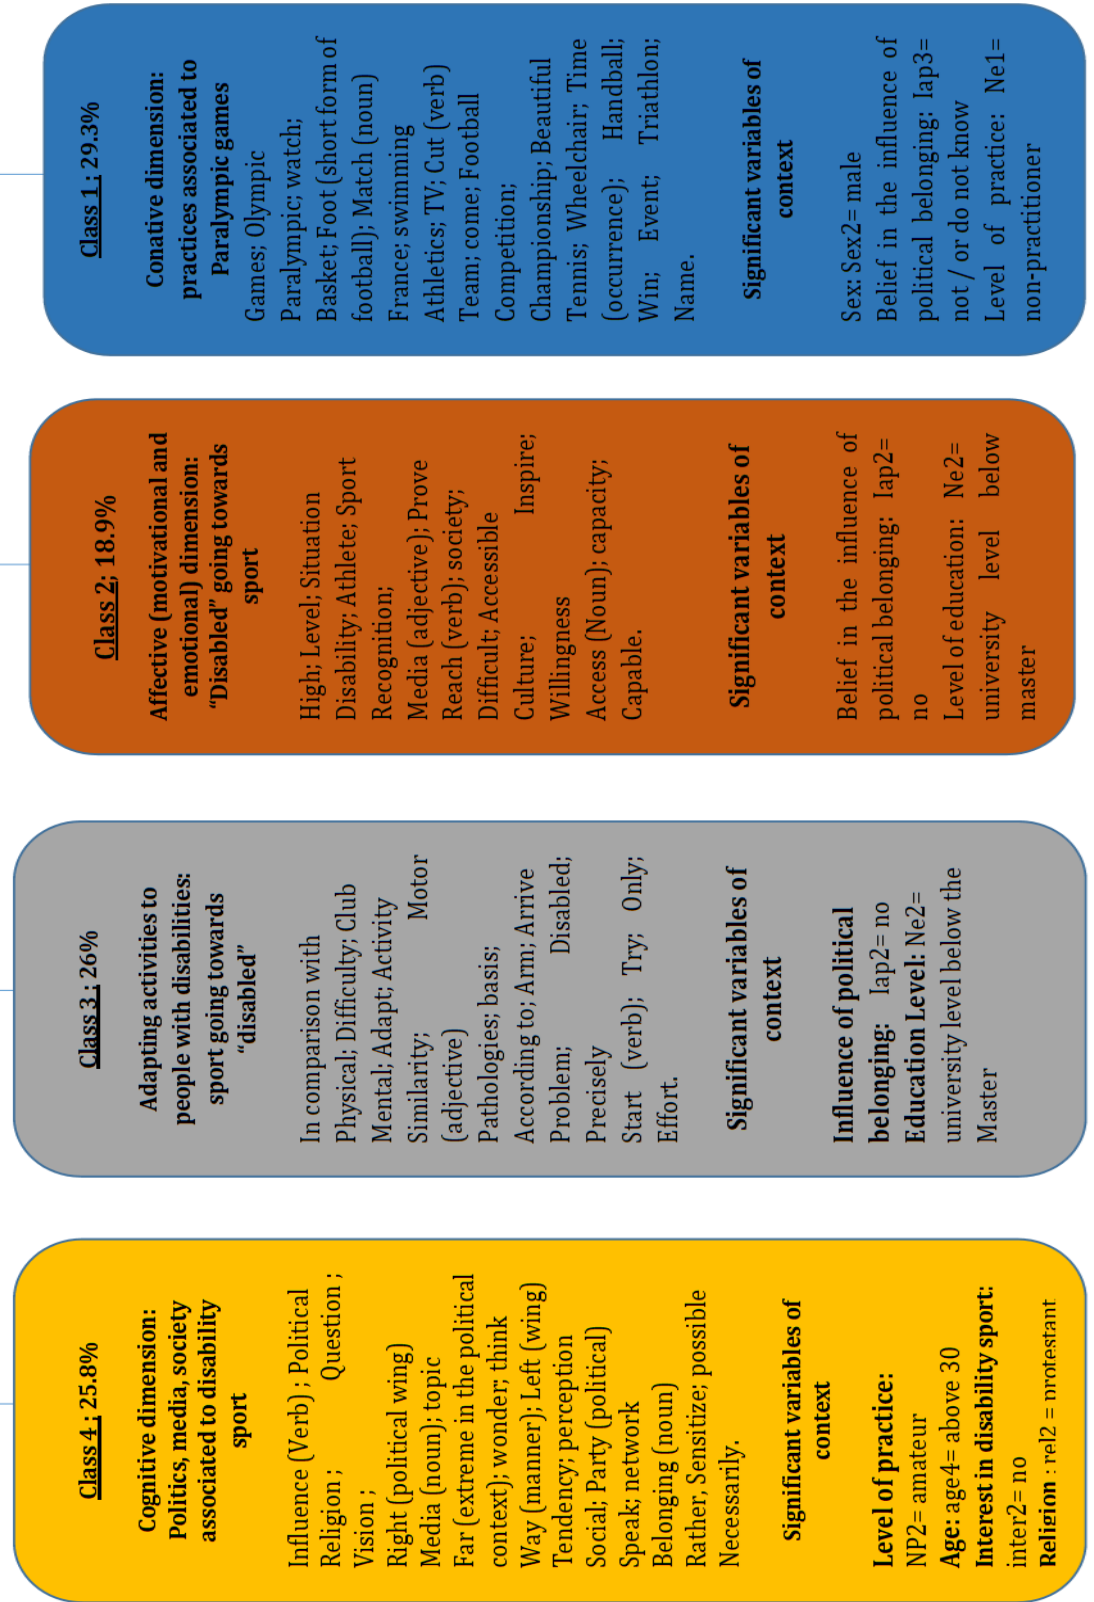 Class 4 ; 25.8%
Cognitive dimension:
Politics, media, society
associated to disability
sport
Influence (Verb) ; Political
Religion ; Question ;
Vision ;
Right (political wing)
Media (noun); topic
Far (extreme in the political
context); wonder; think
Way (manner); Left (wing)
Tendency; perception
Social; Party (political)
Speak; network
Belonging (noun)
Rather, Sensitize; possible
Necessarily.
Significant variables of
context
Level of practice:
NP2= amateur
Age: age4= above 30
Interest in disability sport:
inter2= no
Religion : rel2 = protestant
Class 3 ; 26%
Adapting activities to
people with disabilities:
sport going towards
“disabled”
In comparison with
Physical; Difficulty; Club
Mental; Adapt; Activity
Similarity; Motor
(adjective)
Pathologies; basis;
According to; Arm; Arrive
Problem; Disabled;
Precisely
Start (verb); Try; Only;
Effort.
Significant variables of
context
Influence of political
belonging: Iap2= no
Education Level: Ne2=
university level below the
Master
Class 2; 18.9%
Affective (motivational and
emotional) dimension:
“Disabled” going towards
sport
High; Level; Situation
Disability; Athlete; Sport
Recognition;
Media (adjective); Prove
Reach (verb); society;
Difficult; Accessible
Culture; Inspire;
Willingness
Access (Noun); capacity;
Capable.
Significant variables of
context
Belief in the influence of
political belonging: Iap2=
no
Level of education: Ne2=
university level below
master
Class 1 ; 29.3%
Conative dimension:
practices associated to
Paralympic games
Games; Olympic
Paralympic; watch;
Basket; Foot (short form of
football); Match (noun)
France; swimming
Athletics; TV; Cut (verb)
Team; come; Football
Competition;
Championship; Beautiful
Tennis; Wheelchair; Time
(occurrence); Handball;
Win; Event; Triathlon;
Name.
Significant variables of
context
Sex: Sex2= male
Belief in the influence of
political belonging: Iap3=
not / or do not know
Level of practice: Ne1=
non-practitioner